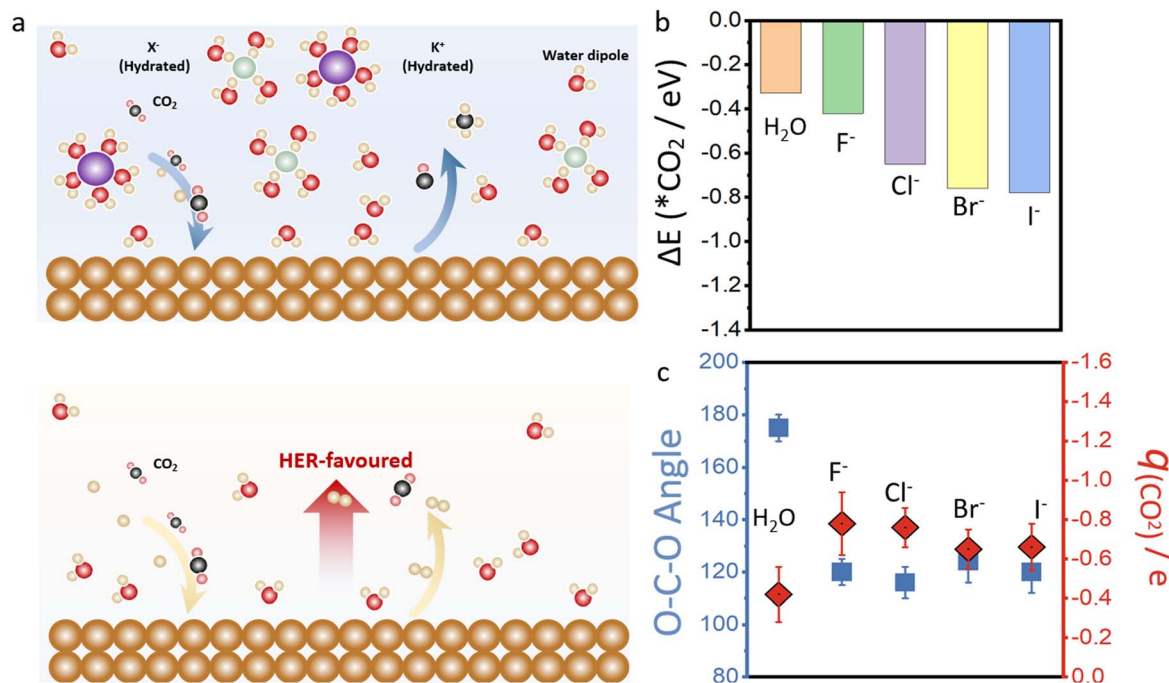 a
X⁻
(Hydrated)
K⁺
(Hydrated)
Water dipole
CO₂
CO₂
HER-favoured
b
ΔE (*CO₂ / eV)
0.0
-0.2
-0.4
-0.6
-0.8
-1.0
-1.2
-1.4
H₂O
F⁻
Cl⁻
Br⁻
I⁻
c
O-C-O Angle
200
180
160
140
120
100
80
H₂O
F⁻
Cl⁻
Br⁻
I⁻
-1.6
-1.4
-1.2
-1.0
-0.8
-0.6
-0.4
-0.2
0.0
q(CO²) / e